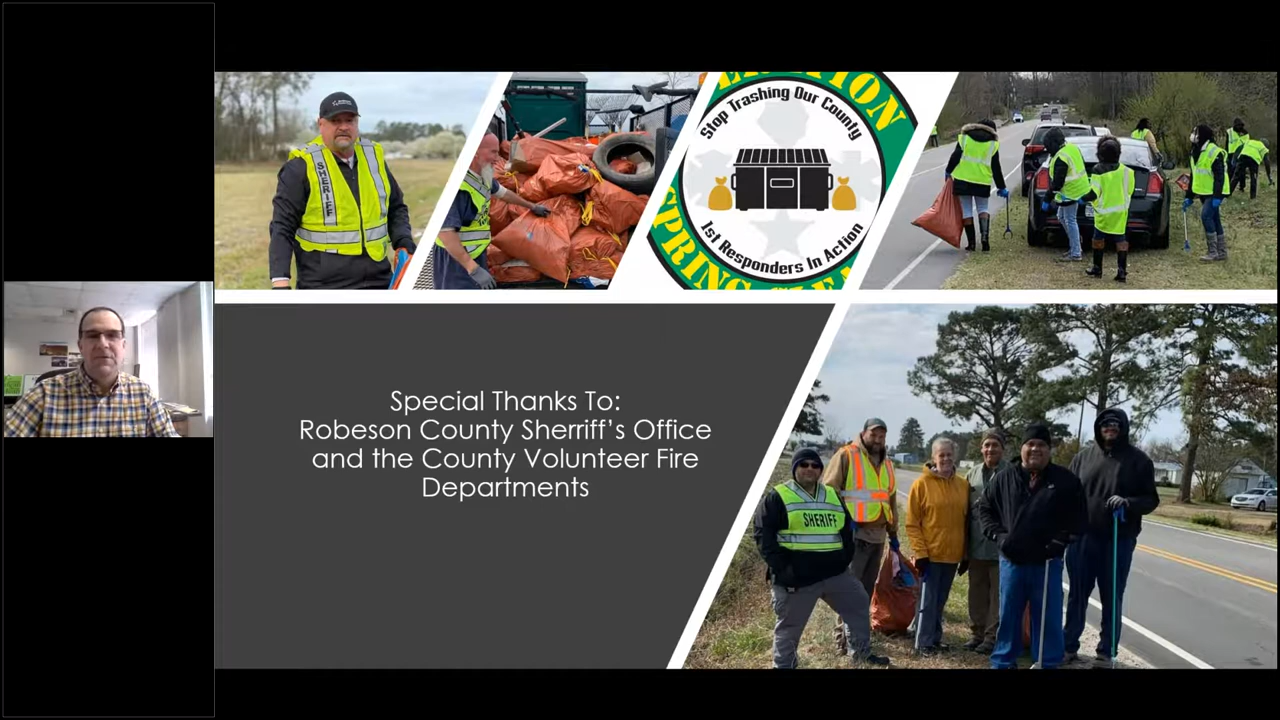 SHERIFF
Stop Trashing Our County
1st Responders In Action
Special Thanks To:
Robeson County Sherriff's Office
and the County Volunteer Fire
Departments
SHERIFF